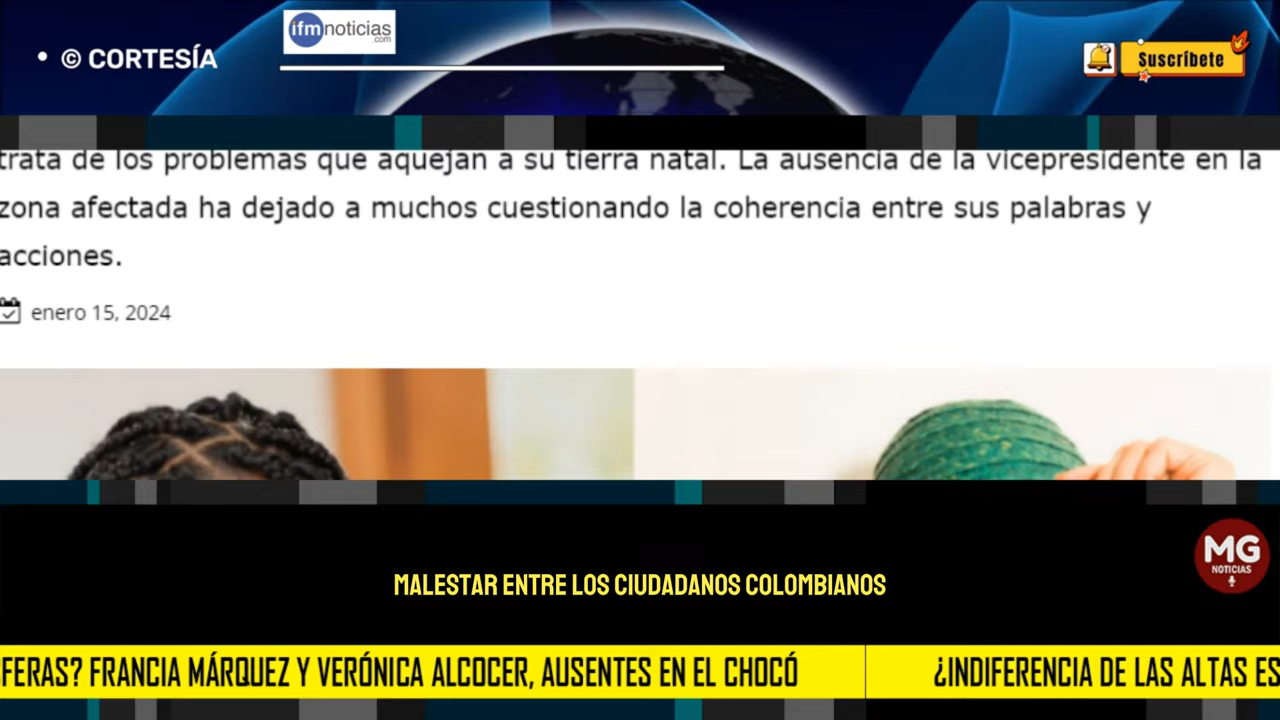 • © CORTESÍA
ifmnoticias
.com
Suscríbete
trata de los problemas que aquejan a su tierra natal. La ausencia de la vicepresidente en la
zona afectada ha dejado a muchos cuestionando la coherencia entre sus palabras y
acciones.
enero 15, 2024
MG
NOTICIAS
MALESTAR ENTRE LOS CIUDADANOS COLOMBIANOS
FERAS? FRANCIA MÁRQUEZ Y VERÓNICA ALCOCER, AUSENTES EN EL CHOCÓ
¿INDIFERENCIA DE LAS ALTAS ES